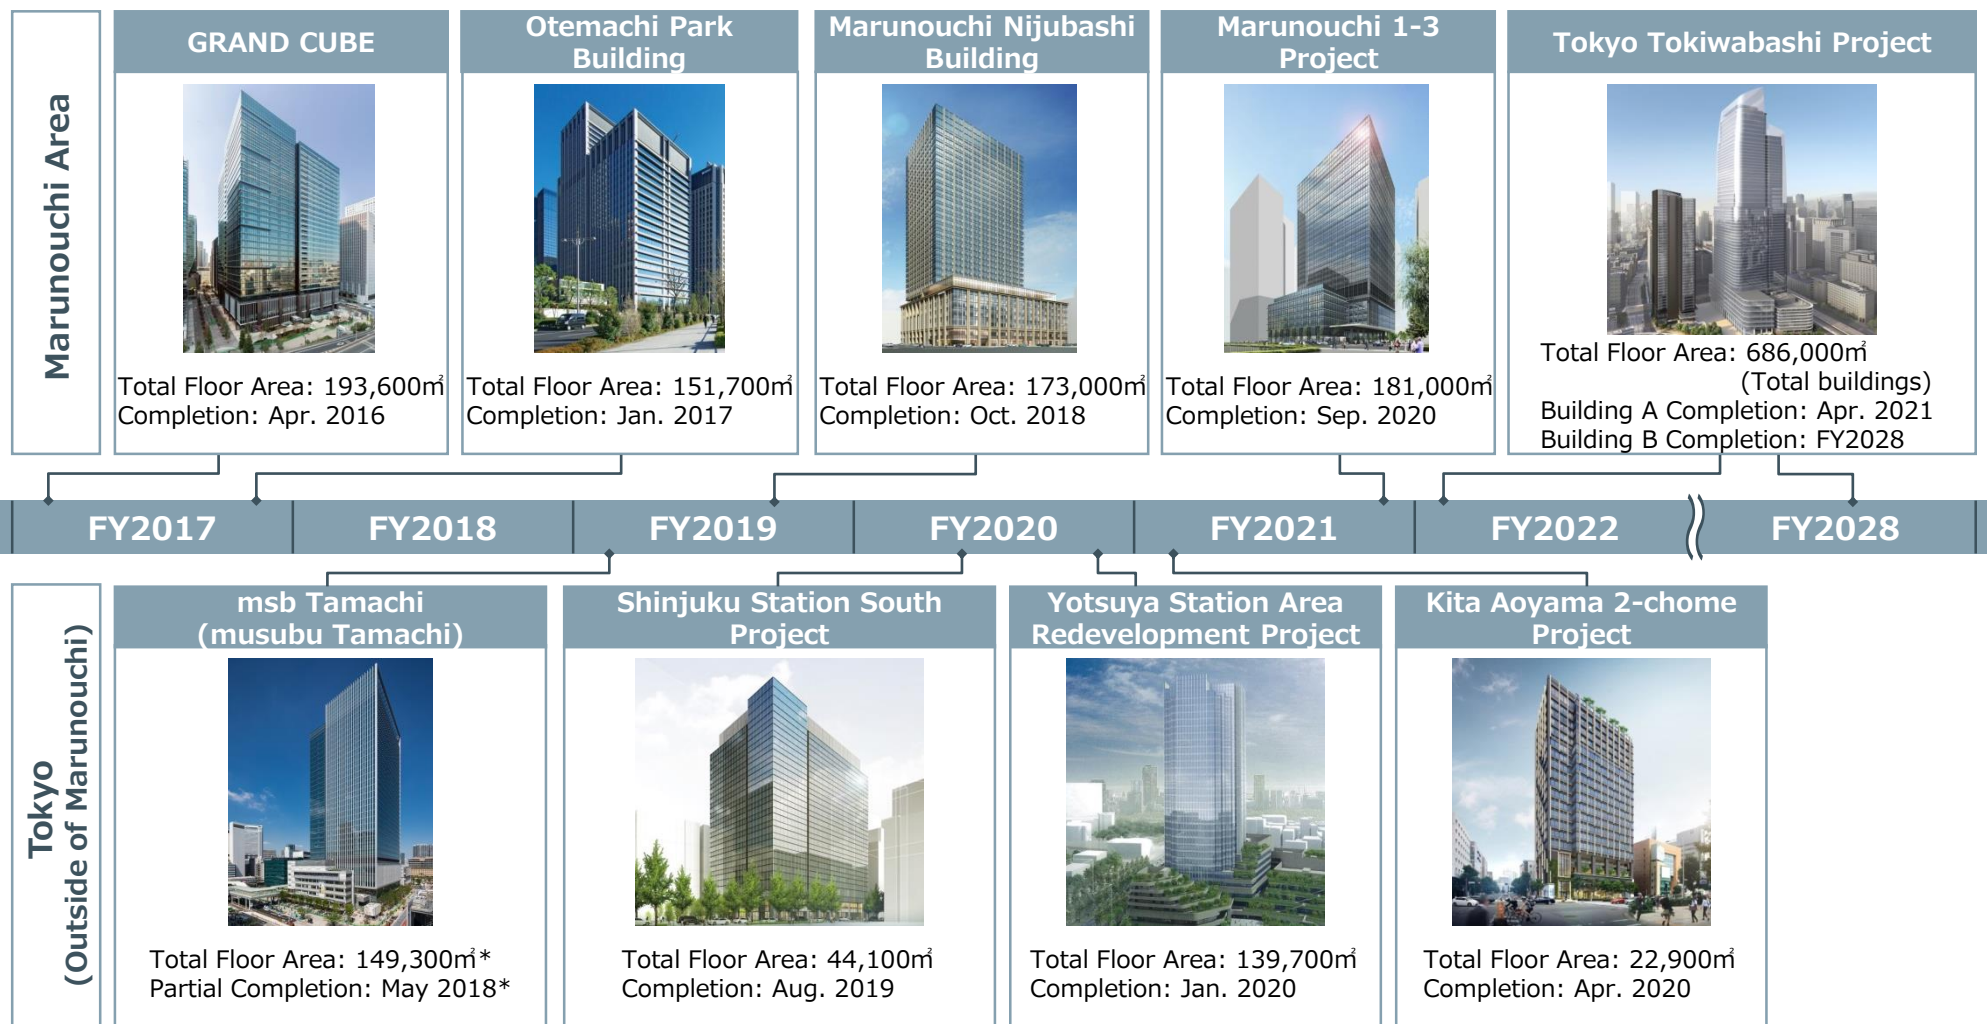 Marunouchi Area
GRAND CUBE
Total Floor Area: 193,600㎡
Completion: Apr. 2016
Otemachi Park
Building
Total Floor Area: 151,700㎡
Completion: Jan. 2017
Marunouchi Nijubashi
Building
Total Floor Area: 173,000㎡
Completion: Oct. 2018
Marunouchi 1-3
Project
Total Floor Area: 181,000㎡
Completion: Sep. 2020
Tokyo Tokiwabashi Project
Total Floor Area: 686,000㎡
(Total buildings)
Building A Completion: Apr. 2021
Building B Completion: FY2028
FY2017
FY2018
FY2019
FY2020
FY2021
FY2022
FY2028
Tokyo
(Outside of Marunouchi)
msb Tamachi
(musubu Tamachi)
Total Floor Area: 149,300㎡*
Partial Completion: May 2018*
Shinjuku Station South
Project
Total Floor Area: 44,100㎡
Completion: Aug. 2019
Yotsuya Station Area
Redevelopment Project
Total Floor Area: 139,700㎡
Completion: Jan. 2020
Kita Aoyama 2-chome
Project
Total Floor Area: 22,900㎡
Completion: Apr. 2020